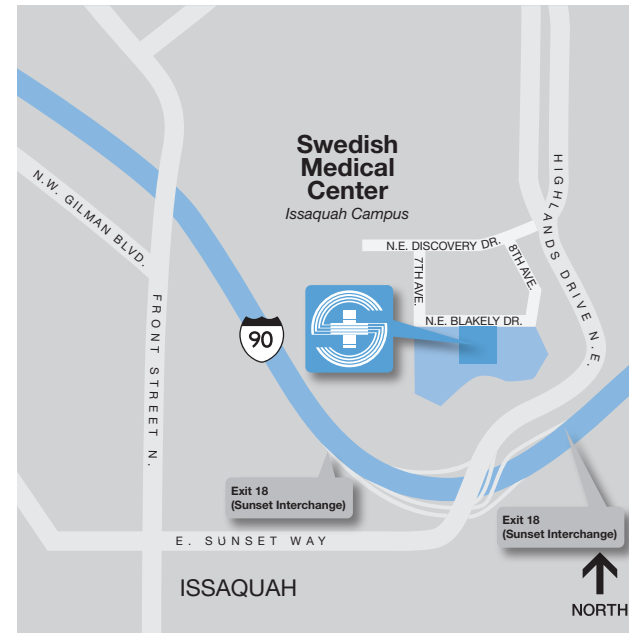 Swedish
Medical
Center
Issaquah Campus
N.W. GILMAN BLVD.
HIGHLANDS DRIVE N.E.
N.E. DISCOVERY DR.
7TH AVE.
8TH AVE.
N.E. BLAKELY DR.
FRONT STREET N.
90
Exit 18
(Sunset Interchange)
Exit 18
(Sunset Interchange)
E. SUNSET WAY
ISSAQUAH
NORTH